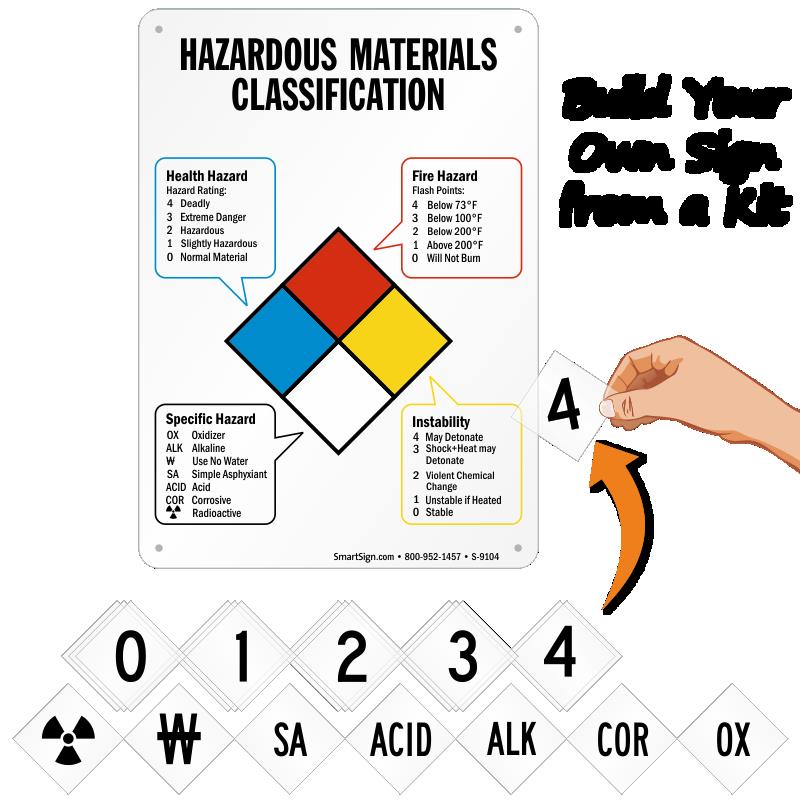 HAZARDOUS MATERIALS
CLASSIFICATION
Build Your
Own Sign
from a Kit
Health Hazard
Hazard Rating:
4 Deadly
3 Extreme Danger
2 Hazardous
1 Slightly Hazardous
0 Normal Material
Fire Hazard
Flash Points:
4 Below 73°F
3 Below 100°F
2 Below 200°F
1 Above 200°F
0 Will Not Burn
Specific Hazard
OX Oxidizer
ALK Alkaline
W Use No Water
SA Simple Asphyxiant
ACID Acid
COR Corrosive
Radioactive
Instability
4 May Detonate
3 Shock+Heat may
Detonate
2 Violent Chemical
Change
1 Unstable if Heated
0 Stable
4
SmartSign.com • 800-952-1457 • S-9104
0 1 2 3 4
W SA ACID ALK COR OX